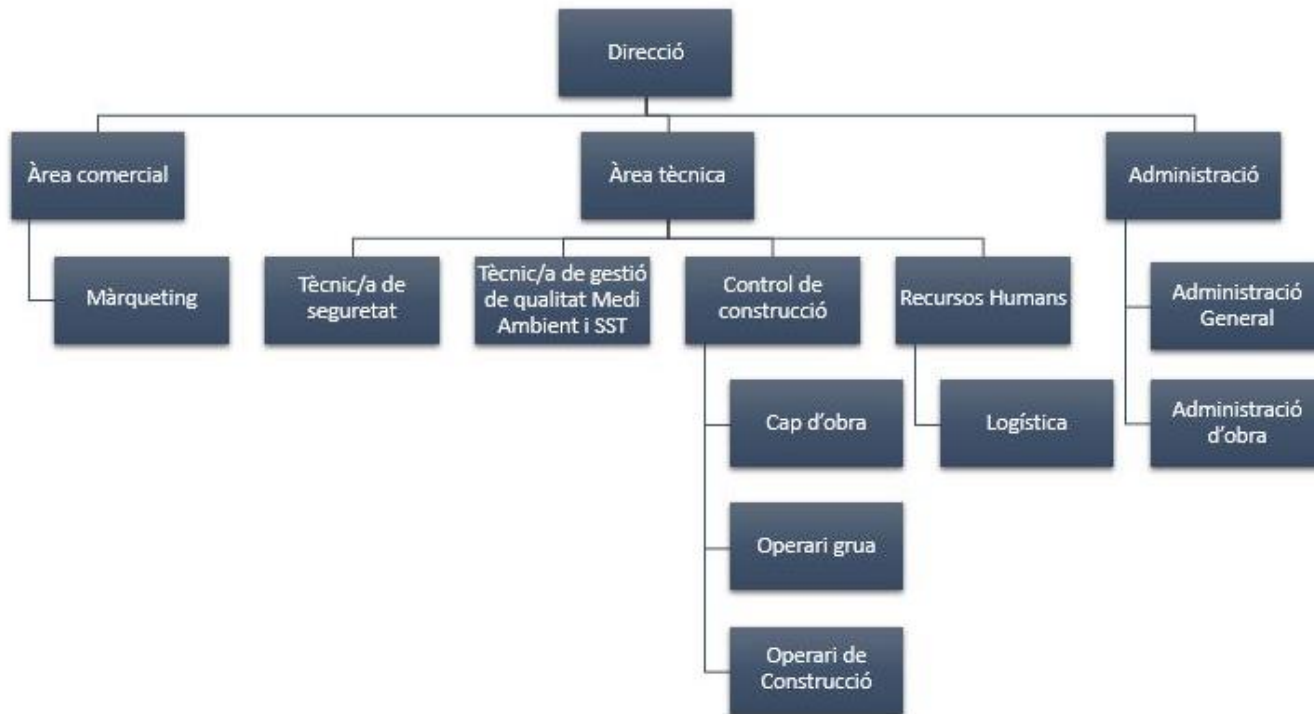 Direcció
Àrea comercial
Àrea tècnica
Administració
Màrqueting
Tècnic/a de
seguretat
Tècnic/a de gestió
de qualitat Medi
Ambient i SST
Control de
construcció
Recursos Humans
Administració
General
Cap d'obra
Logística
Administració
d'obra
Operari grua
Operari de
Construcció